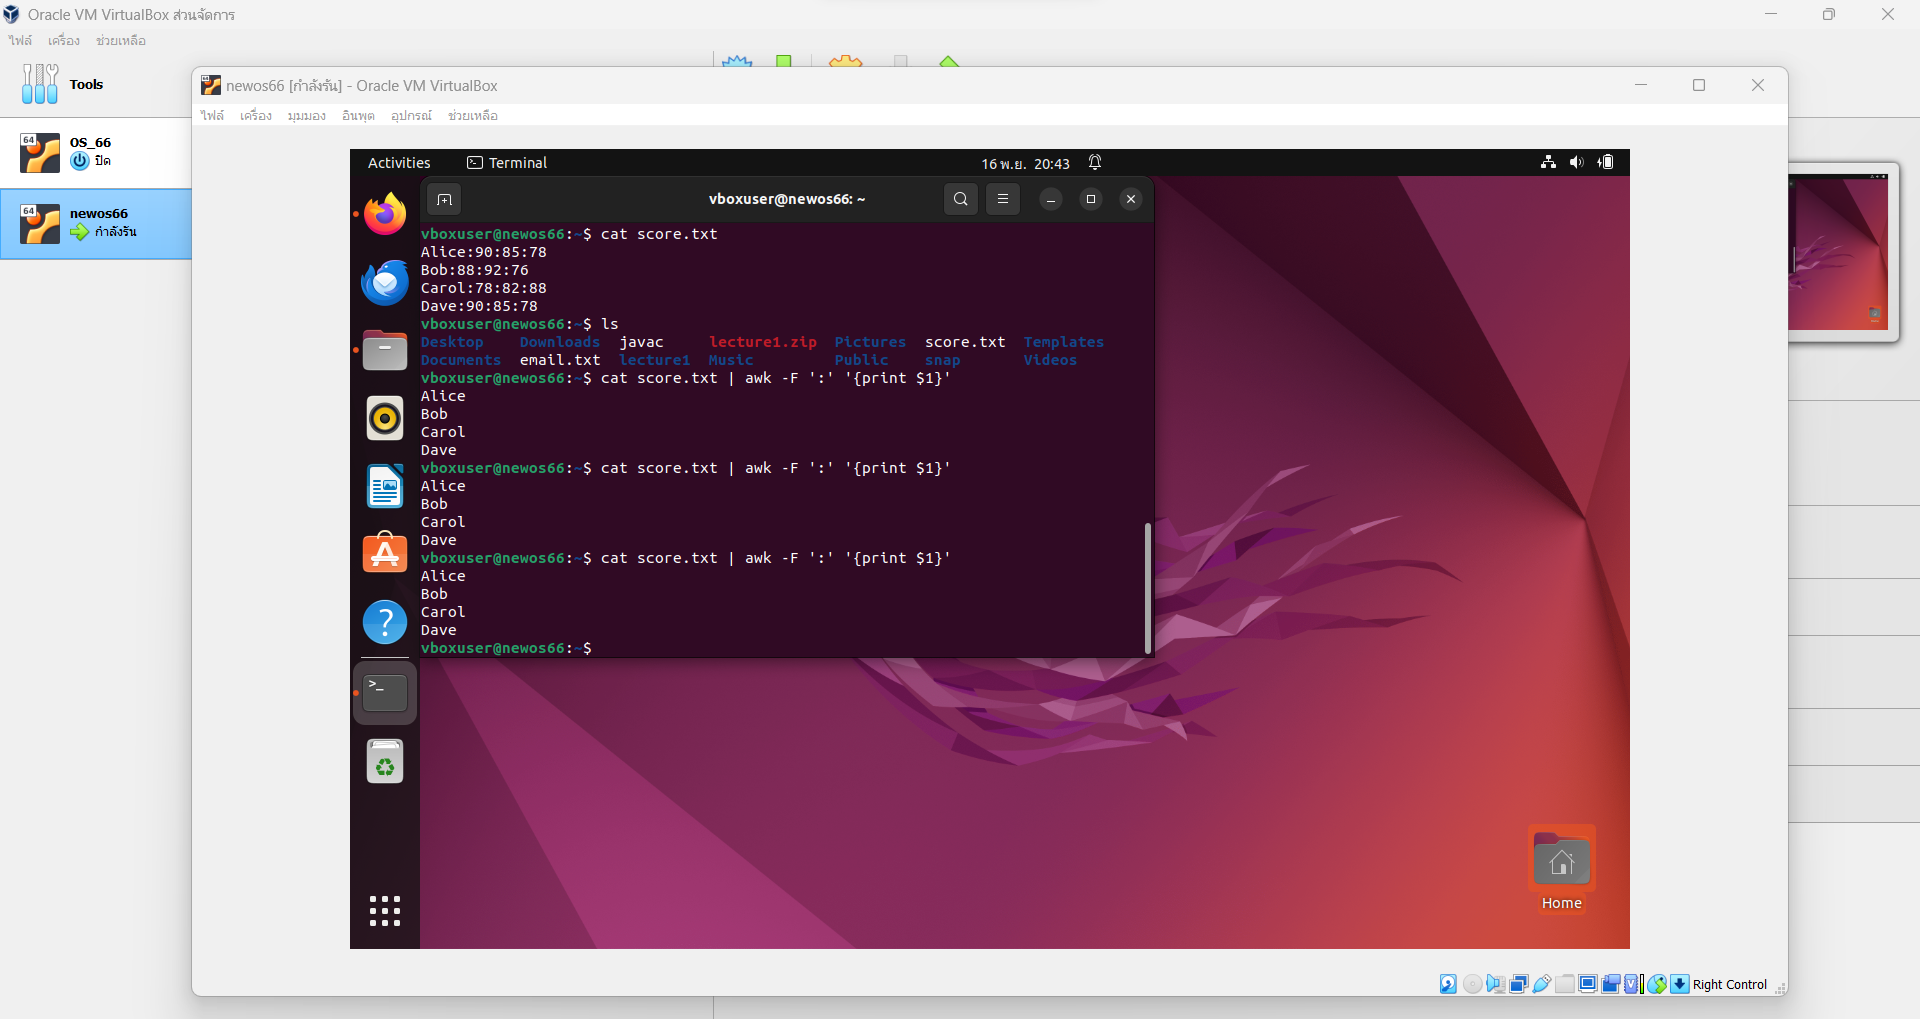 Oracle VM VirtualBox ส่วนจัดการ
ไฟล์ เครื่อง ช่วยเหลือ
Tools
64
OS_66
ปิด
64
newos66
กำลังรัน
newos66 [กำลังรัน] - Oracle VM VirtualBox
ไฟล์ เครื่อง มุมมอง อินพุต อุปกรณ์ ช่วยเหลือ
Activities Terminal 16 พ.ย. 20:43
vboxuser@newos66: ~
vboxuser@newos66:~$ cat score.txt
Alice:90:85:78
Bob:88:92:76
Carol:78:82:88
Dave:90:85:78
vboxuser@newos66:~$ ls
Desktop Downloads javac lecture1.zip Pictures score.txt Templates
Documents email.txt lecture1 Music Public snap Videos
vboxuser@newos66:~$ cat score.txt | awk -F ':' '{print $1}'
Alice
Bob
Carol
Dave
vboxuser@newos66:~$ cat score.txt | awk -F ':' '{print $1}'
Alice
Bob
Carol
Dave
vboxuser@newos66:~$ cat score.txt | awk -F ':' '{print $1}'
Alice
Bob
Carol
Dave
vboxuser@newos66:~$
Home
Right Control